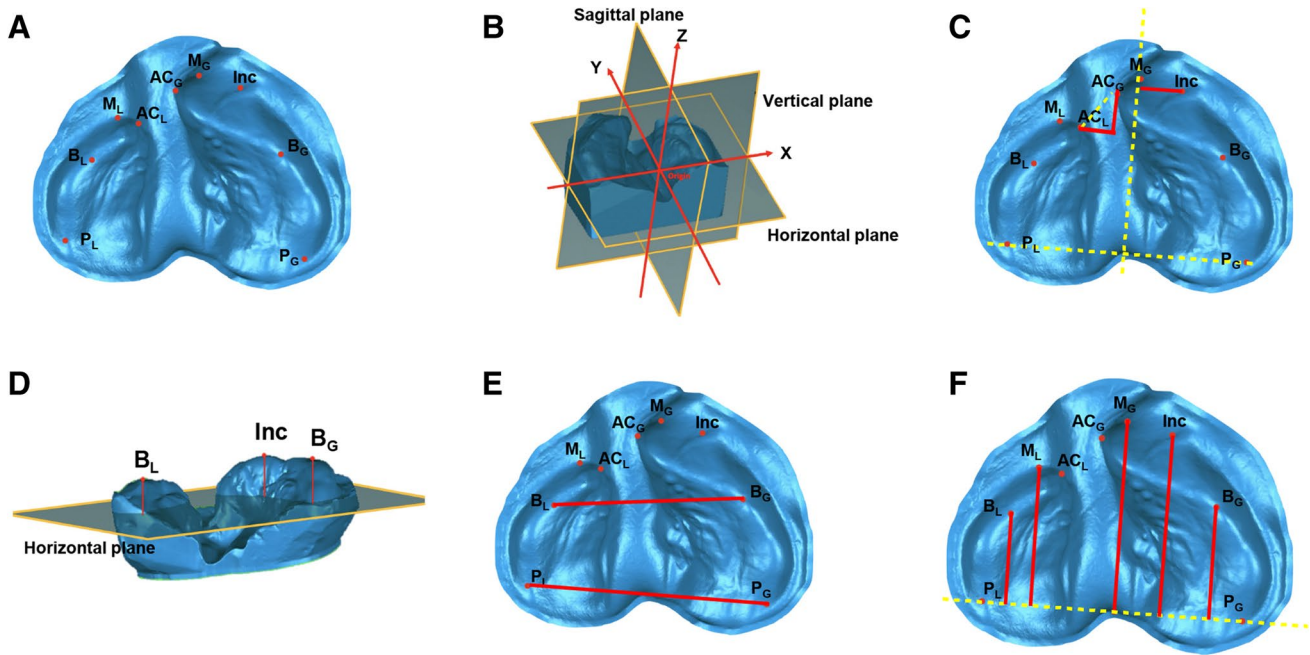 A
M_G
AC_G
Inc
M_L
AC_L
B_L
B_G
P_L
P_G
B
Sagittal plane
Z
Y
Vertical plane
X
Origin
Horizontal plane
C
M_G
AC_G
Inc
M_L
AC_L
B_L
B_G
P_L
P_G
D
Inc
B_G
B_L
Horizontal plane
E
M_G
AC_G
Inc
M_L
AC_L
B_L
B_G
P_L
P_G
F
M_G
Inc
AC_G
M_L
AC_L
B_G
B_L
P_L
P_G